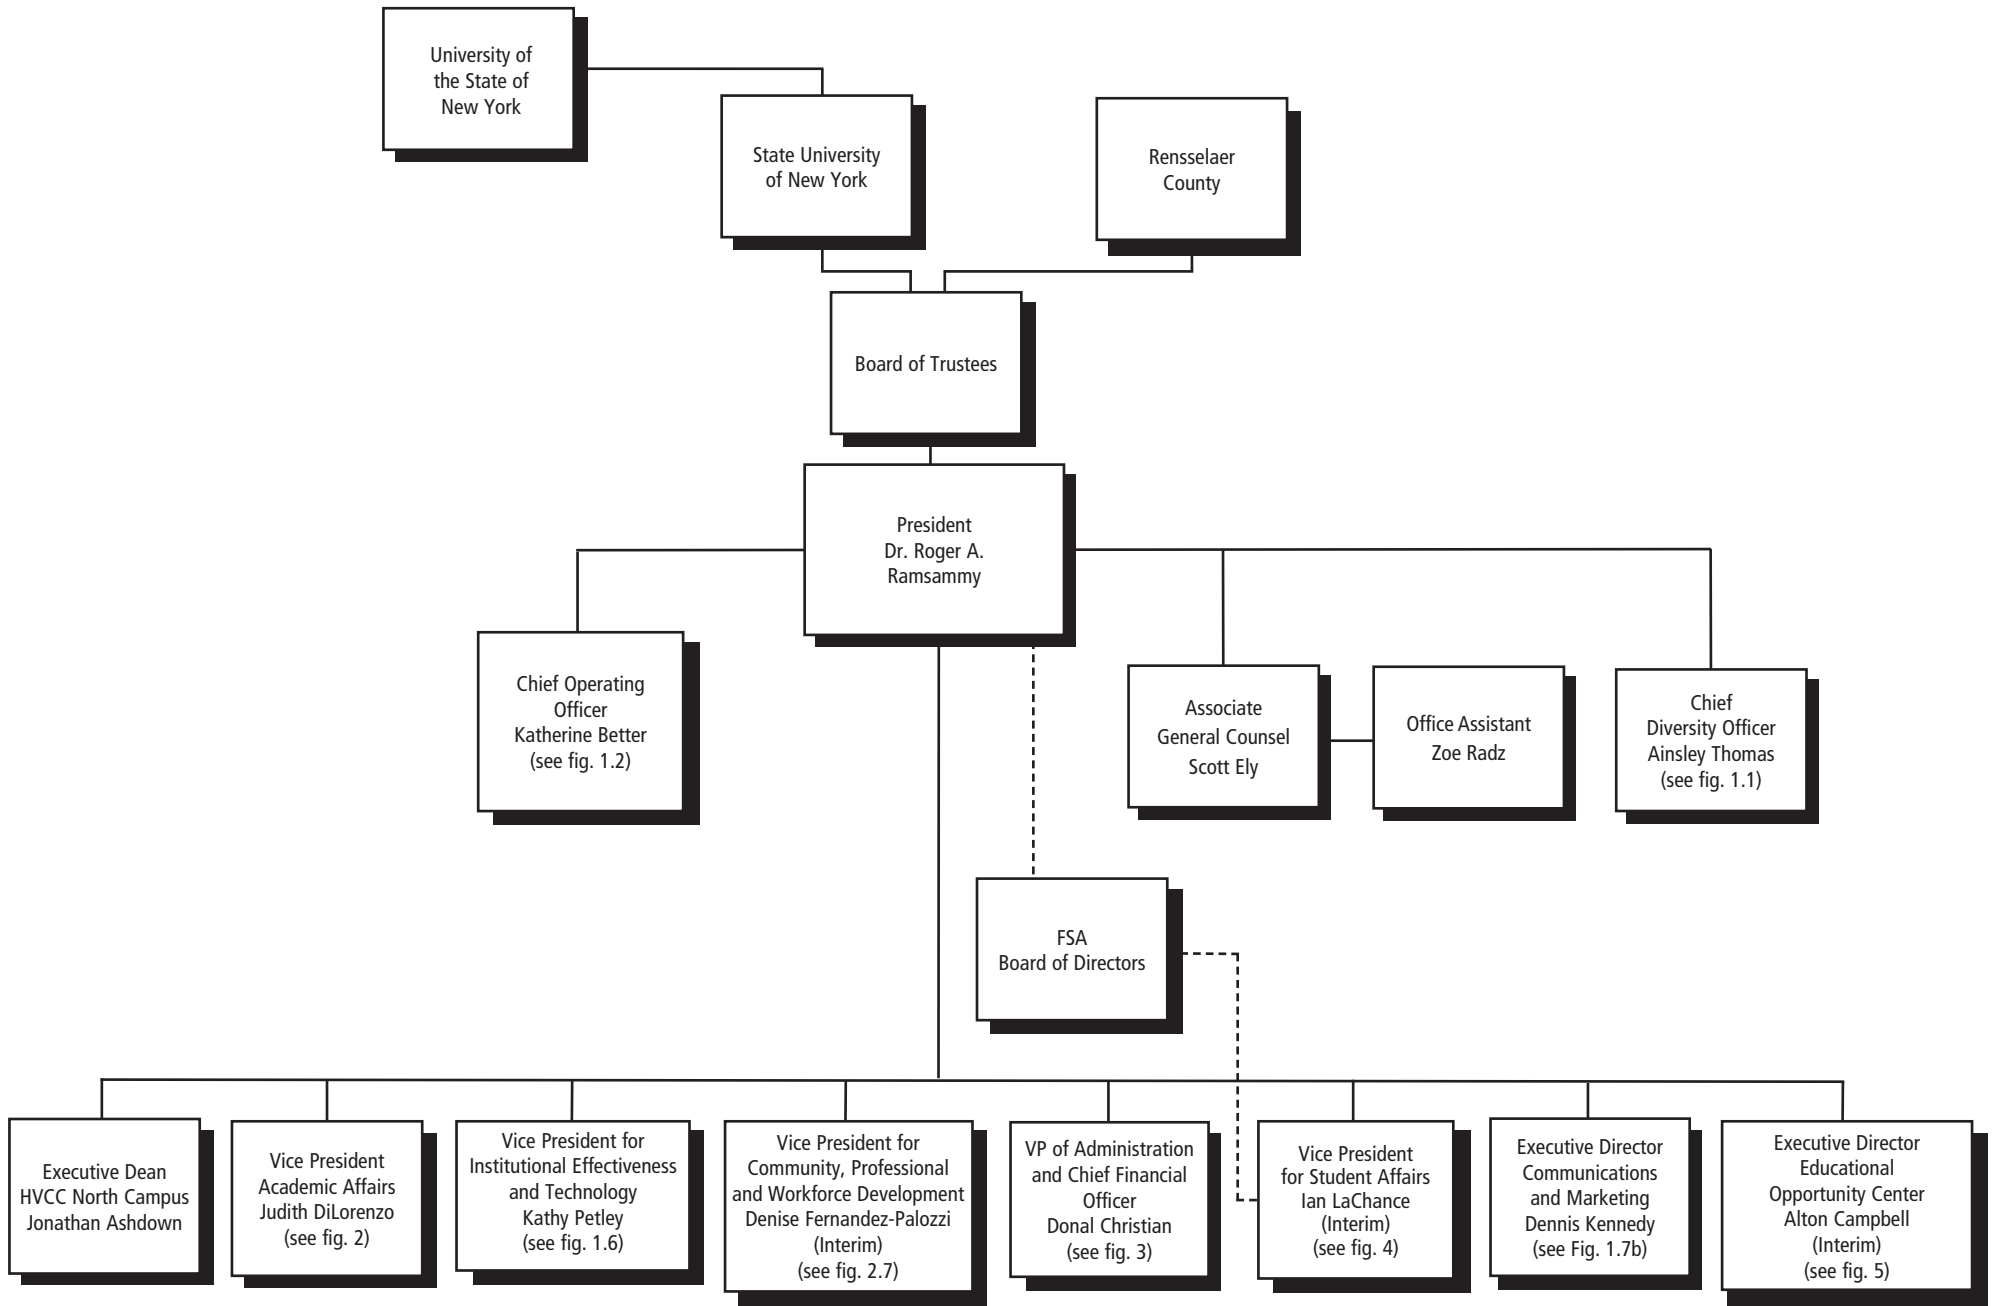 University of
the State of
New York
State University
of New York
Rensselaer
County
Board of Trustees
President
Dr. Roger A.
Ramsammy
Chief Operating
Officer
Katherine Better
(see fig. 1.2)
Associate
General Counsel
Scott Ely
Office Assistant
Zoe Radz
Chief
Diversity Officer
Ainsley Thomas
(see fig. 1.1)
FSA
Board of Directors
Executive Dean
HVCC North Campus
Jonathan Ashdown
Vice President
Academic Affairs
Judith DiLorenzo
(see fig. 2)
Vice President for
Institutional Effectiveness
and Technology
Kathy Petley
(see fig. 1.6)
Vice President for
Community, Professional
and Workforce Development
Denise Fernandez-Palozzi
(Interim)
(see fig. 2.7)
VP of Administration
and Chief Financial
Officer
Donal Christian
(see fig. 3)
Vice President
for Student Affairs
Ian LaChance
(Interim)
(see fig. 4)
Executive Director
Communications
and Marketing
Dennis Kennedy
(see Fig. 1.7b)
Executive Director
Educational
Opportunity Center
Alton Campbell
(Interim)
(see fig. 5)